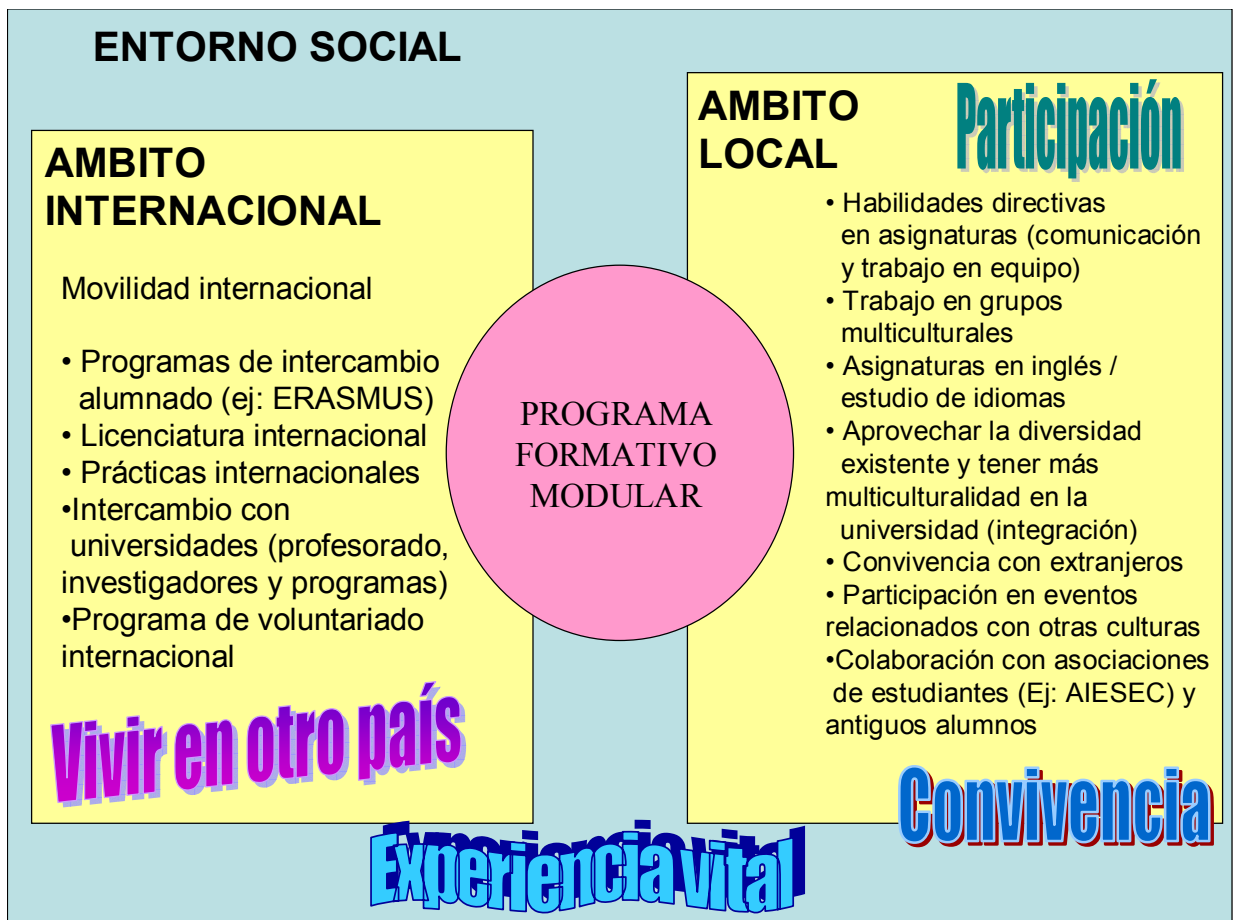 ENTORNO SOCIAL
AMBITO
INTERNACIONAL
Movilidad internacional
• Programas de intercambio
alumnado (ej: ERASMUS)
• Licenciatura internacional
• Prácticas internacionales
•Intercambio con
universidades (profesorado,
investigadores y programas)
•Programa de voluntariado
internacional
Vivir en otro país
PROGRAMA
FORMATIVO
MODULAR
AMBITO
LOCAL
Participación
• Habilidades directivas
en asignaturas (comunicación
y trabajo en equipo)
• Trabajo en grupos
multiculturales
• Asignaturas en inglés /
estudio de idiomas
• Aprovechar la diversidad
existente y tener más
multiculturalidad en la
universidad (integración)
• Convivencia con extranjeros
• Participación en eventos
relacionados con otras culturas
•Colaboración con asociaciones
de estudiantes (Ej: AIESEC) y
antiguos alumnos
Convivencia
Experiencia vital